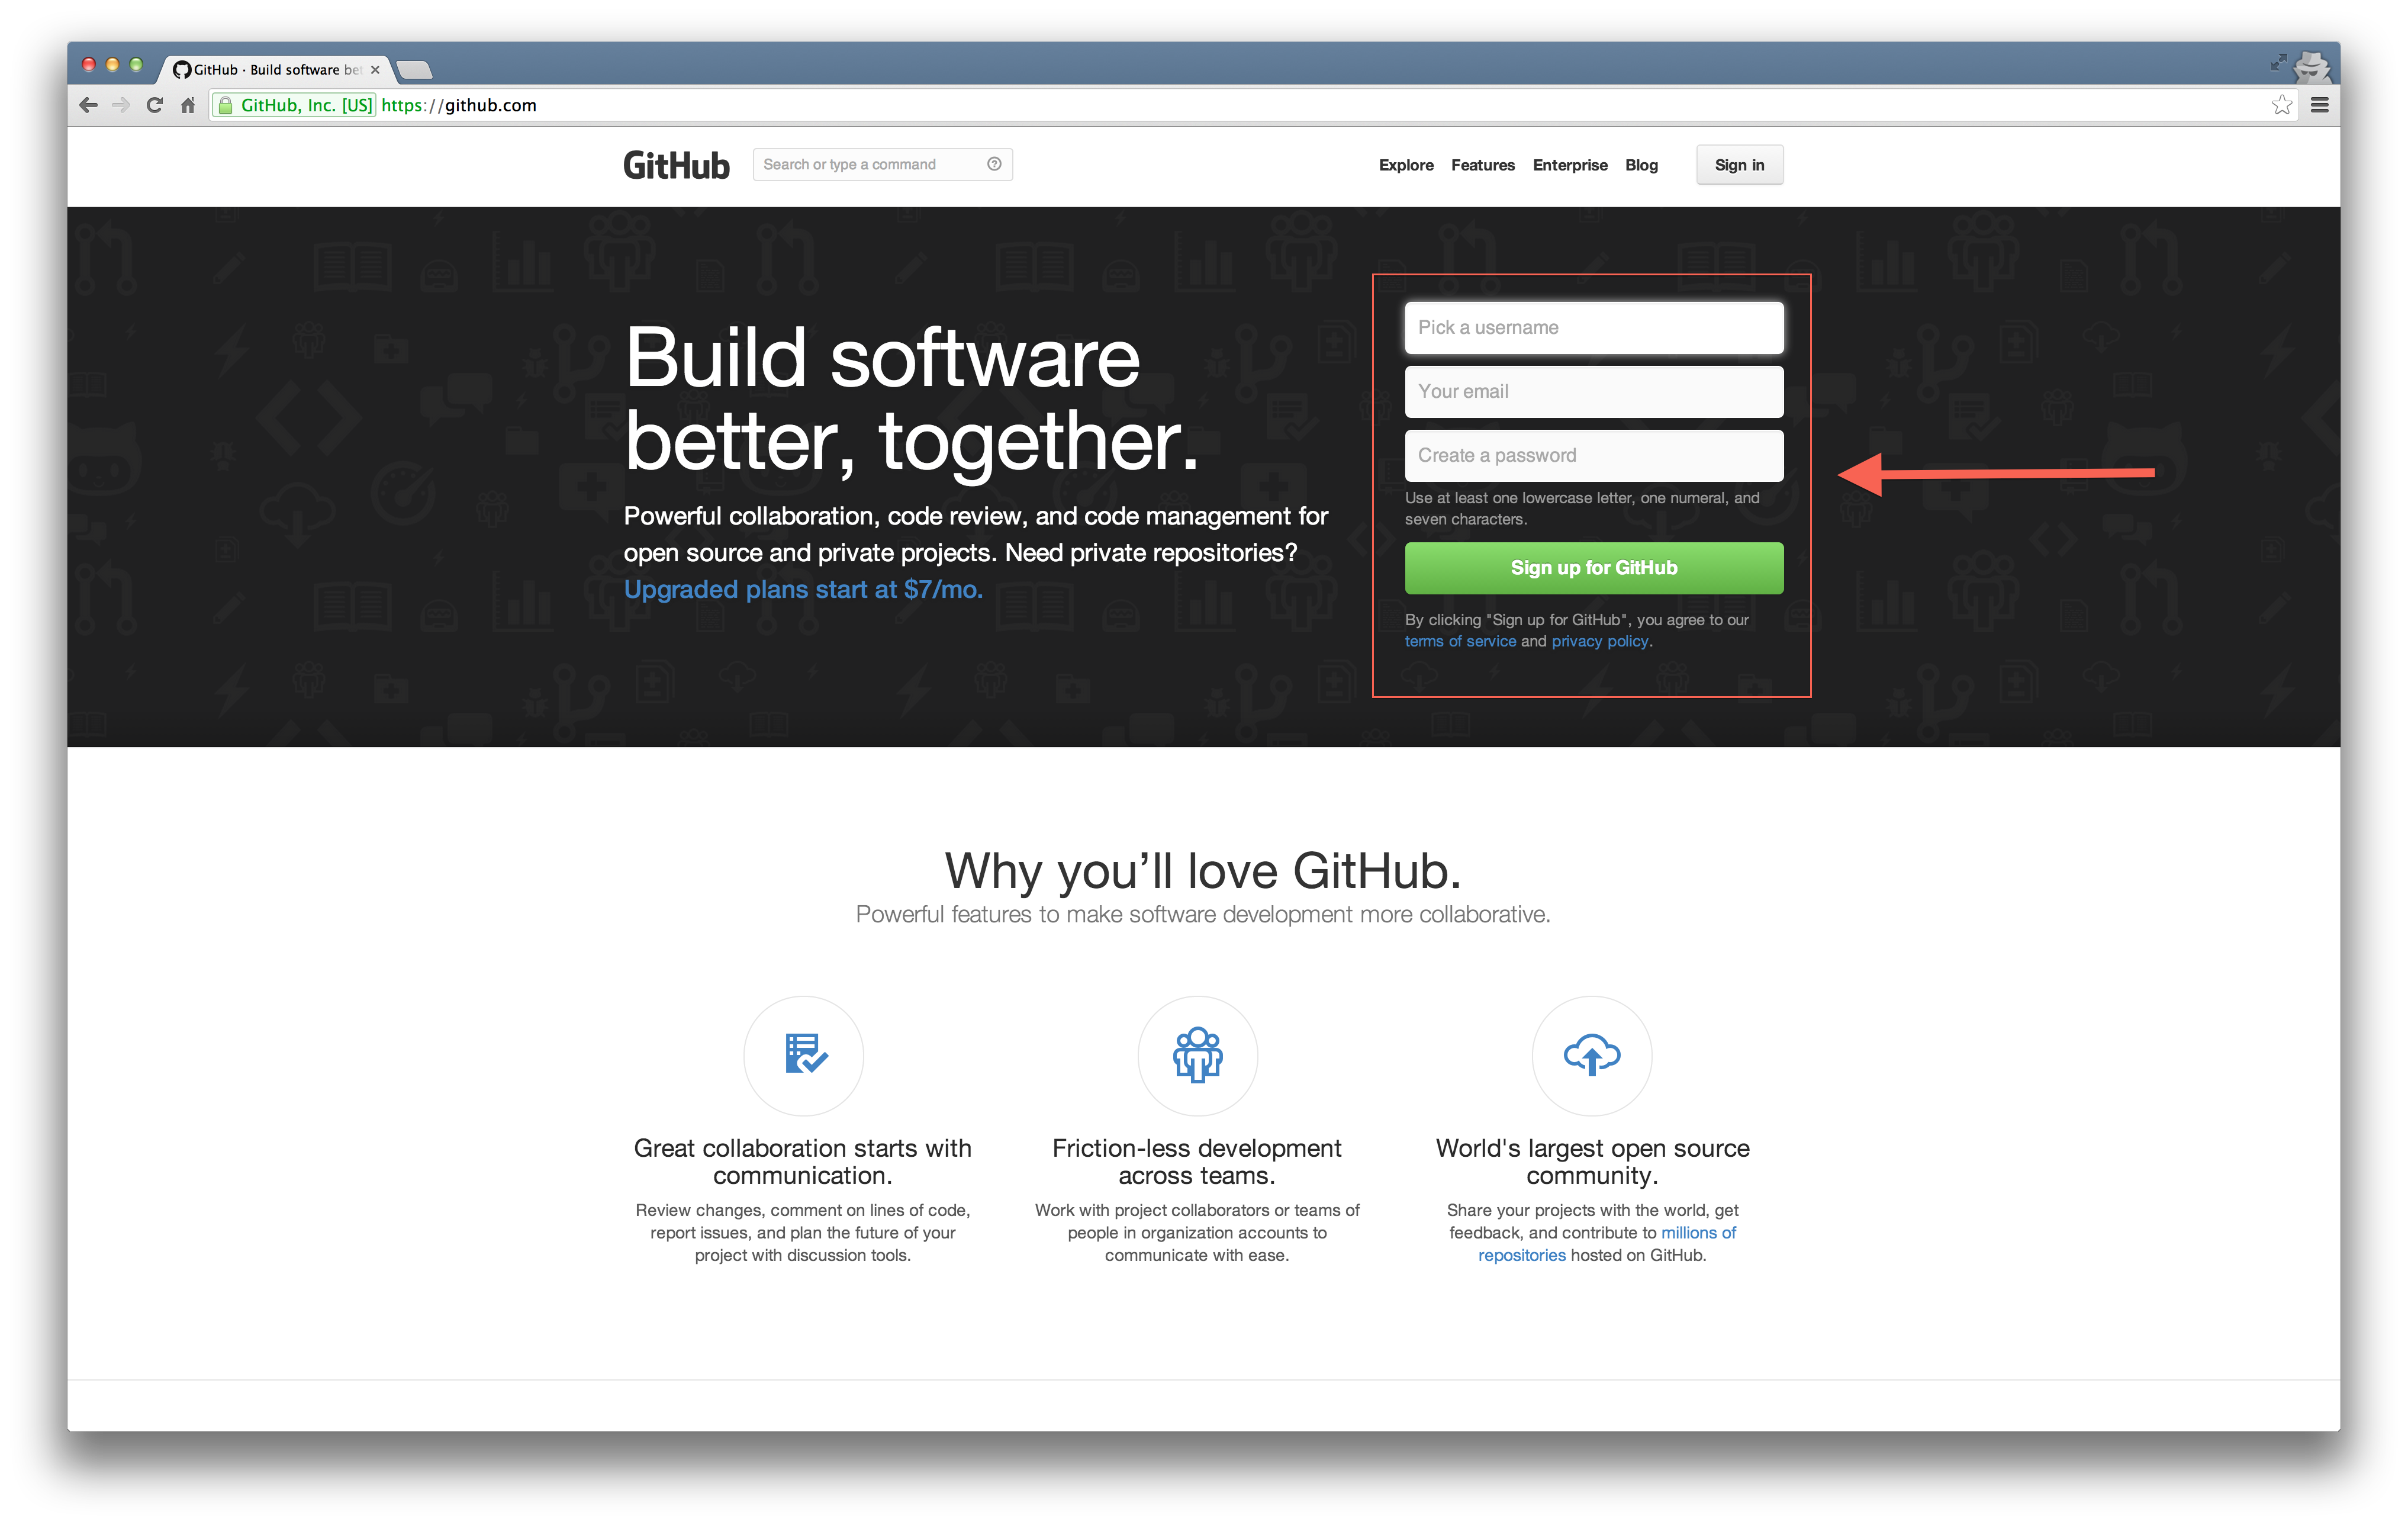 GitHub · Build software be
GitHub, Inc. [US] https://github.com
GitHub
Search or type a command
Explore Features Enterprise Blog Sign in
Build software
better, together.
Powerful collaboration, code review, and code management for
open source and private projects. Need private repositories?
Upgraded plans start at $7/mo.
Pick a username
Your email
Create a password
Use at least one lowercase letter, one numeral, and
seven characters.
Sign up for GitHub
By clicking "Sign up for GitHub", you agree to our
terms of service and privacy policy.
Why you’ll love GitHub.
Powerful features to make software development more collaborative.
Great collaboration starts with
communication.
Review changes, comment on lines of code,
report issues, and plan the future of your
project with discussion tools.
Friction-less development
across teams.
Work with project collaborators or teams of
people in organization accounts to
communicate with ease.
World's largest open source
community.
Share your projects with the world, get
feedback, and contribute to millions of
repositories hosted on GitHub.